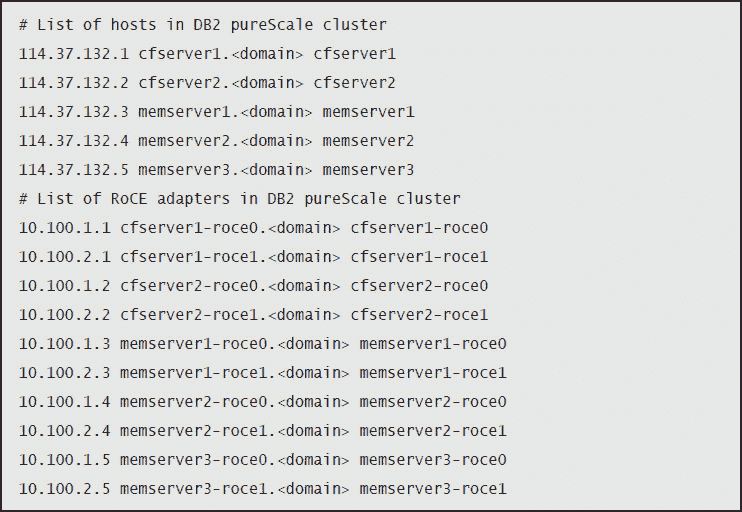 # List of hosts in DB2 pureScale cluster
114.37.132.1 cfserver1.<domain> cfserver1
114.37.132.2 cfserver2.<domain> cfserver2
114.37.132.3 memserver1.<domain> memserver1
114.37.132.4 memserver2.<domain> memserver2
114.37.132.5 memserver3.<domain> memserver3
# List of RoCE adapters in DB2 pureScale cluster
10.100.1.1 cfserver1-roce0.<domain> cfserver1-roce0
10.100.2.1 cfserver1-roce1.<domain> cfserver1-roce1
10.100.1.2 cfserver2-roce0.<domain> cfserver2-roce0
10.100.2.2 cfserver2-roce1.<domain> cfserver2-roce1
10.100.1.3 memserver1-roce0.<domain> memserver1-roce0
10.100.2.3 memserver1-roce1.<domain> memserver1-roce1
10.100.1.4 memserver2-roce0.<domain> memserver2-roce0
10.100.2.4 memserver2-roce1.<domain> memserver2-roce1
10.100.1.5 memserver3-roce0.<domain> memserver3-roce0
10.100.2.5 memserver3-roce1.<domain> memserver3-roce1